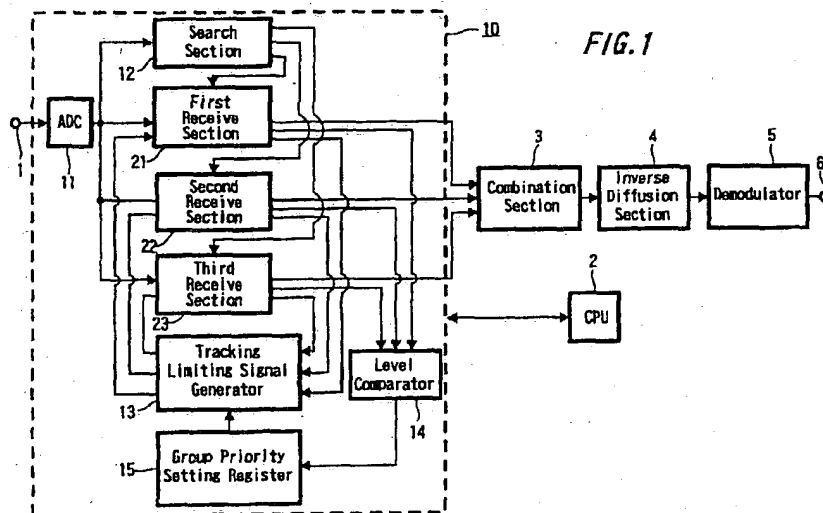 FIG.1
10
Search
Section
12
1
ADC
11
First
Receive
Section
21
Second
Receive
Section
22
Third
Receive
Section
23
Tracking
Limiting Signal
Generator
13
Level
Comparator
14
Group Priority
Setting Register
15
3
Combination
Section
4
Inverse
Diffusion
Section
5
Demodulator
6
2
CPU